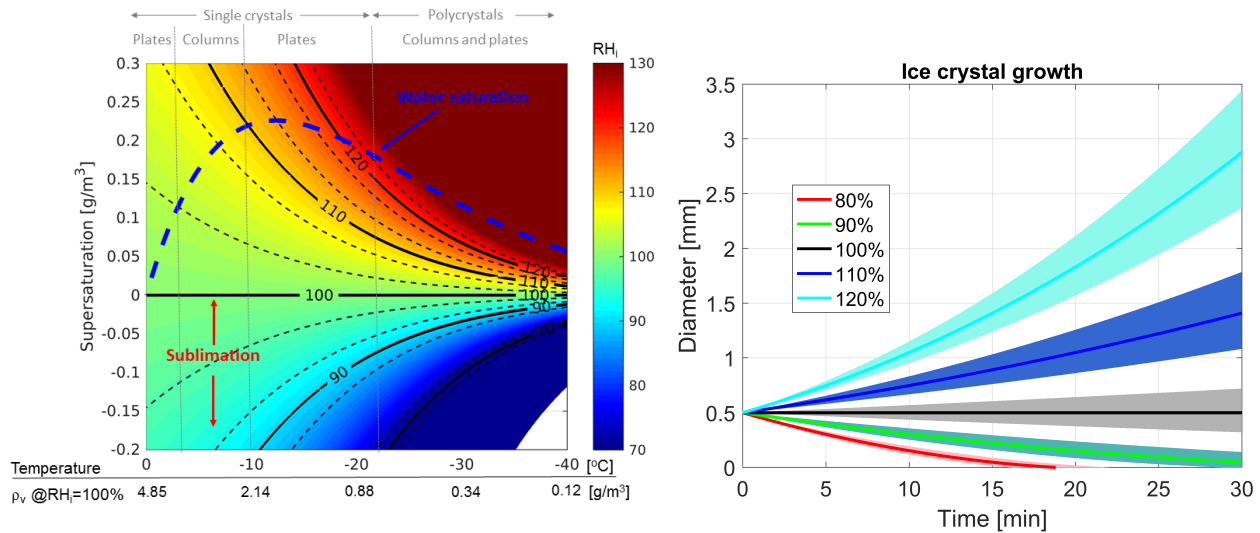 Single crystals
Polycrystals
Plates
Columns
Plates
Columns and plates
RHi
0.3
0.25
0.2
0.15
0.1
0.05
0
-0.05
-0.1
-0.15
-0.2
Supersaturation [g/m3]
Water saturation
120
110
100
90
120
110
100
90
70
Sublimation
130
120
110
100
90
80
70
Temperature 0 -10 -20 -30 -40 [oC]
ρv @RHi=100% 4.85 2.14 0.88 0.34 0.12 [g/m3]
Ice crystal growth
3.5
3
2.5
2
1.5
1
0.5
0
Diameter [mm]
80%
90%
100%
110%
120%
0 5 10 15 20 25 30
Time [min]